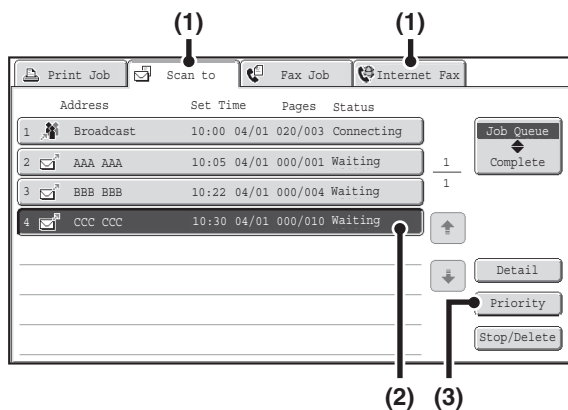 (1) (1)
Print Job Scan to Fax Job Internet Fax
Address Set Time Pages Status
1 Broadcast 10:00 04/01 020/003 Connecting
2 AAA AAA 10:05 04/01 000/001 Waiting
3 BBB BBB 10:22 04/01 000/004 Waiting
4 CCC CCC 10:30 04/01 000/010 Waiting
1
1
Job Queue
Complete
Detail
Priority
Stop/Delete
(2) (3)